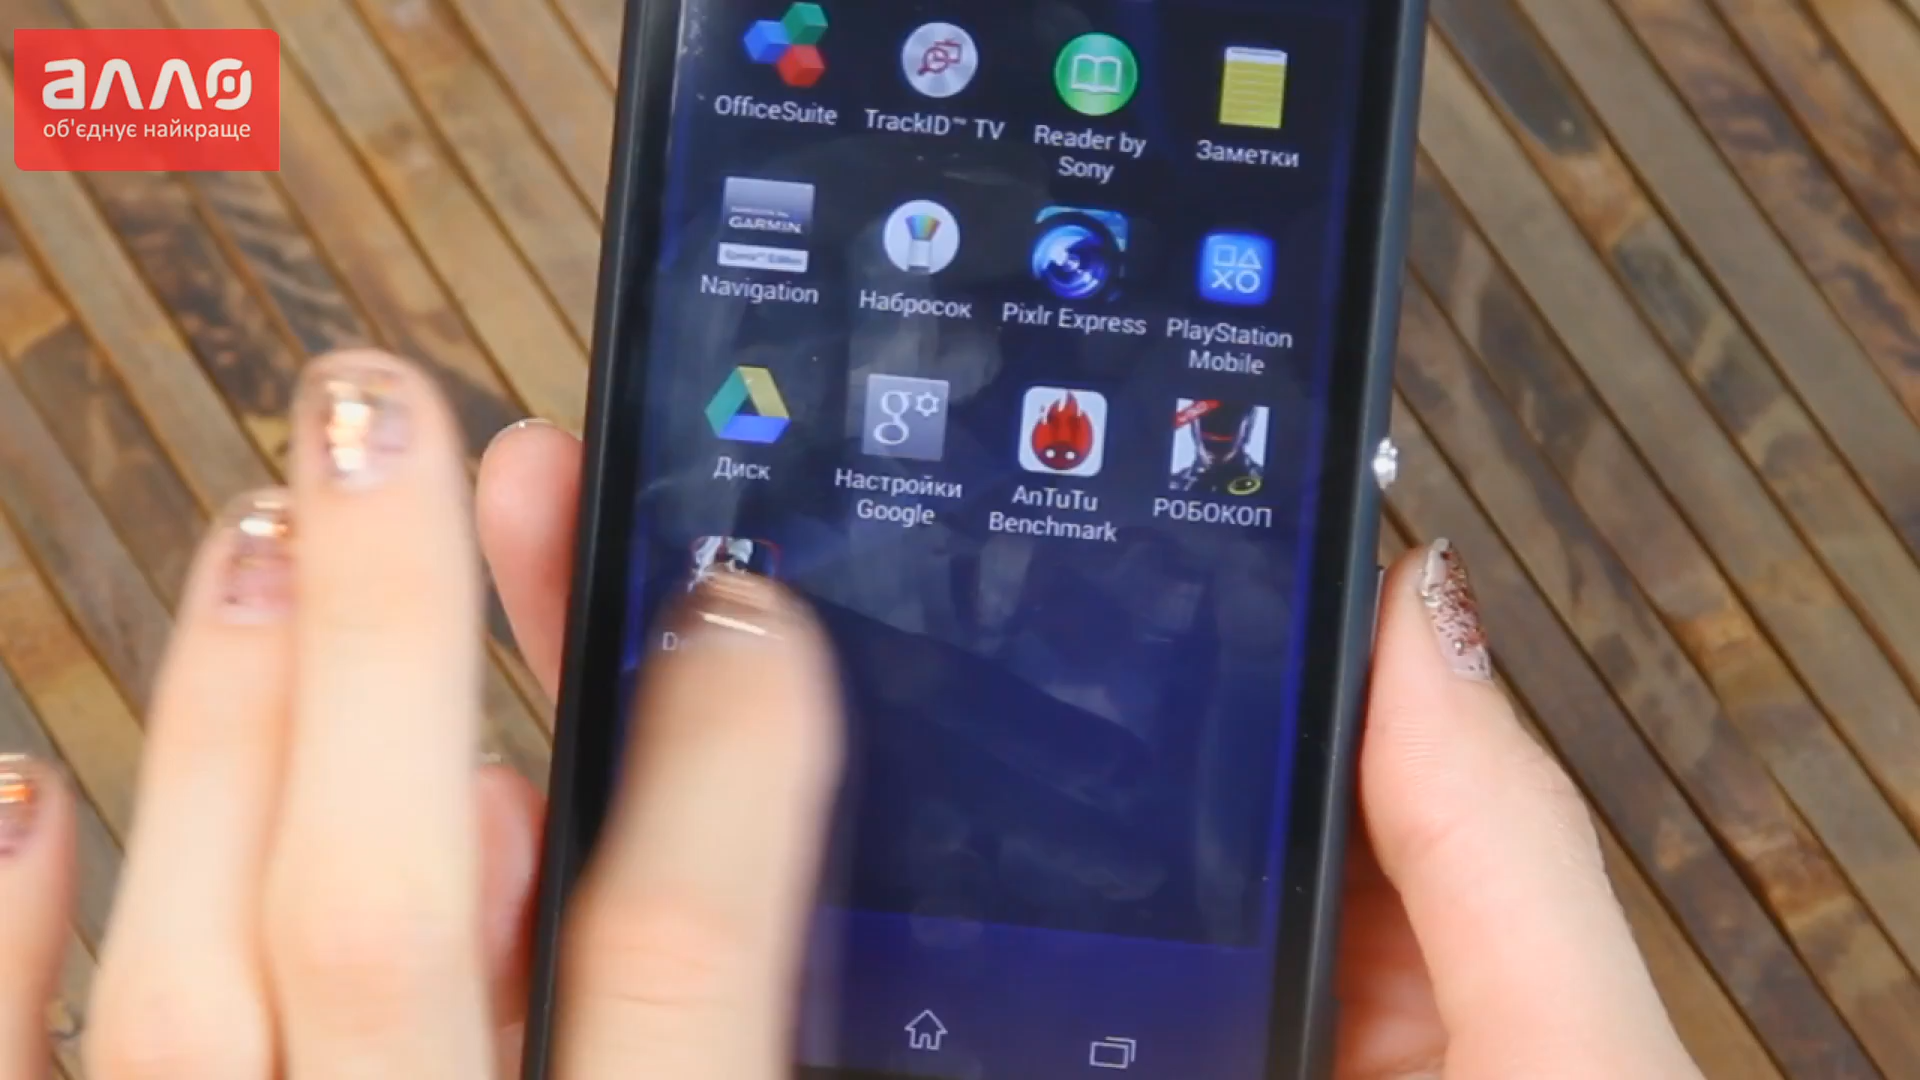 алло
об'єднує найкраще
OfficeSuite
TrackID™ TV
Reader by
Sony
Заметки
GARMIN
Navigation
Набросок
Pixlr Express
PlayStation
Mobile
Диск
Настройки
Google
AnTuTu
Benchmark
РОБОКОП